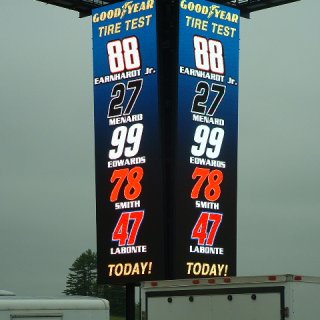 GOODYEAR
TIRE TEST
88
EARNHARDT Jr.
27
MENARD
99
EDWARDS
78
SMITH
47
LABONTE
TODAY!
GOODYEAR
TIRE TEST
88
EARNHARDT Jr.
27
MENARD
99
EDWARDS
78
SMITH
47
LABONTE
TODAY!